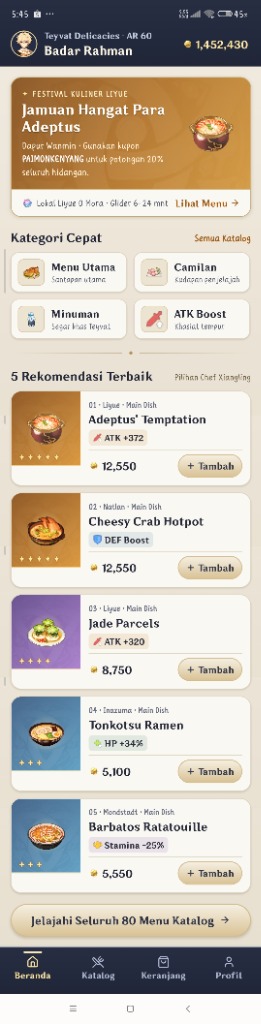 5:45
45
Teyvat Delicacies · AR 60
Badar Rahman
1,452,430
FESTIVAL KULINER LIYUE
Jamuan Hangat Para
Adeptus
Dapur Wanmin · Gunakan kupon
PAIMONKENYANG untuk potongan 20%
seluruh hidangan.
Lokal Liyue 0 Mora · Glider 6-24 mnt
Lihat Menu →
Kategori Cepat
Semua Katalog
Menu Utama
Santapan utama
Camilan
Kudapan penjelajah
Minuman
Segar khas Teyvat
ATK Boost
Khasiat tempur
5 Rekomendasi Terbaik
Pilihan Chef Xiangling
01 · Liyue · Main Dish
Adeptus' Temptation
ATK +372
12,550
+ Tambah
02 · Natlan · Main Dish
Cheesy Crab Hotpot
DEF Boost
12,550
+ Tambah
03 · Liyue · Main Dish
Jade Parcels
ATK +320
8,750
+ Tambah
04 · Inazuma · Main Dish
Tonkotsu Ramen
HP +34%
5,100
+ Tambah
05 · Mondstadt · Main Dish
Barbatos Ratatouille
Stamina -25%
5,550
+ Tambah
Jelajahi Seluruh 80 Menu Katalog →
Beranda
Katalog
Keranjang
Profil